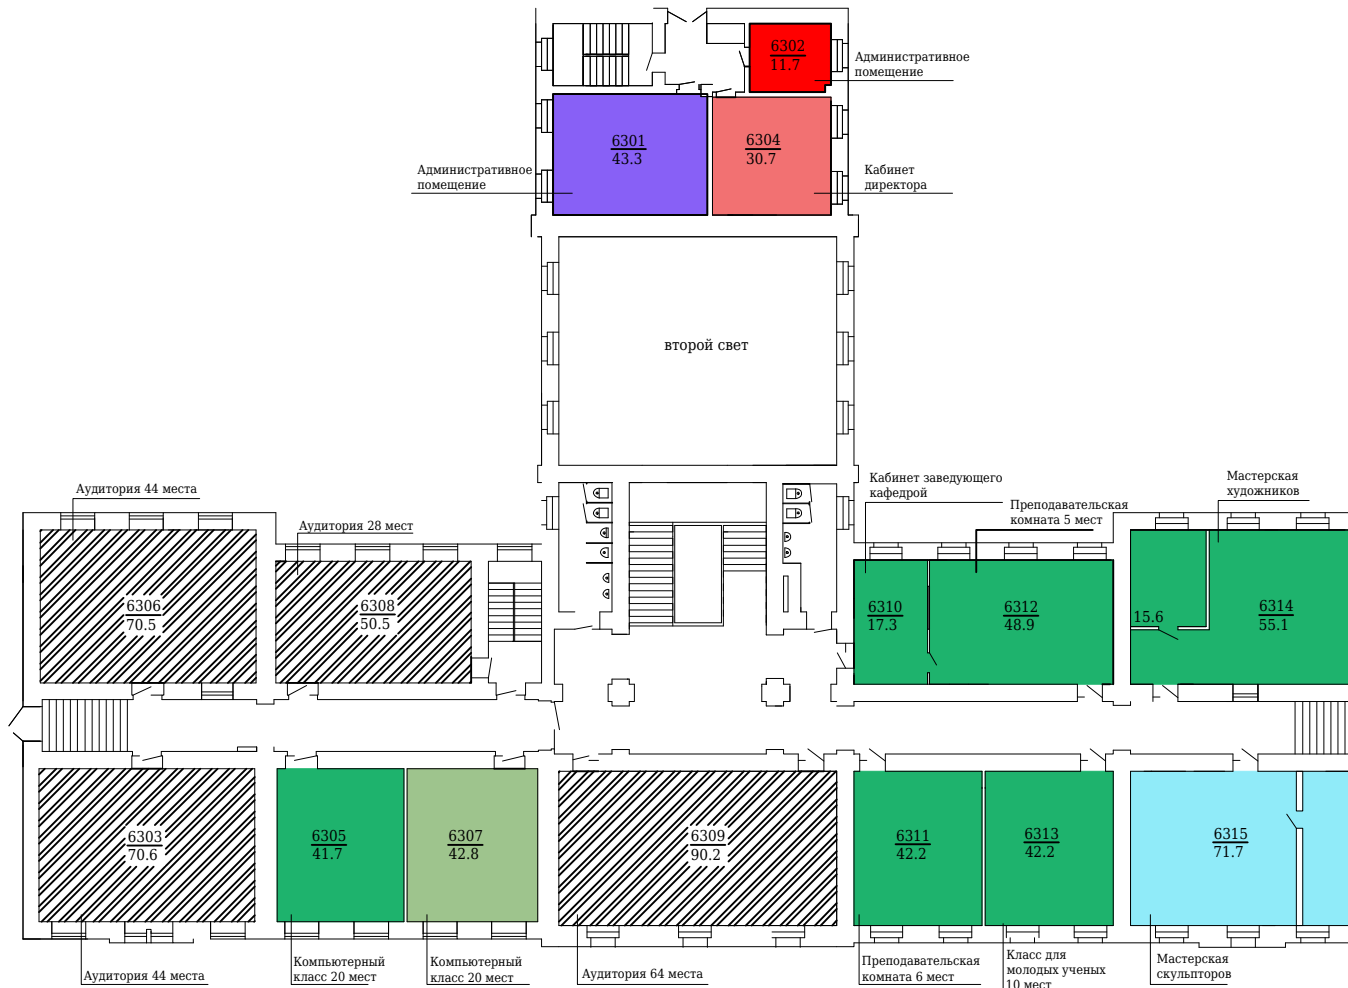 6302
11.7
Административное
помещение
6301
43.3
6304
30.7
Административное
помещение
Кабинет
директора
второй свет
Аудитория 44 места
Аудитория 28 мест
Кабинет заведующего
кафедрой
Преподавательская
комната 5 мест
Мастерская
художников
6306
70.5
6308
50.5
6310
17.3
6312
48.9
15.6
6314
55.1
6303
70.6
6305
41.7
6307
42.8
6309
90.2
6311
42.2
6313
42.2
6315
71.7
Аудитория 44 места
Компьютерный
класс 20 мест
Компьютерный
класс 20 мест
Аудитория 64 места
Преподавательская
комната 6 мест
Класс для
молодых ученых
10 мест
Мастерская
скульпторов